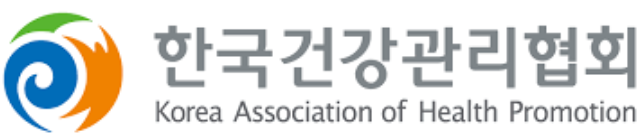 한국건강관리협회
Korea Association of Health Promotion